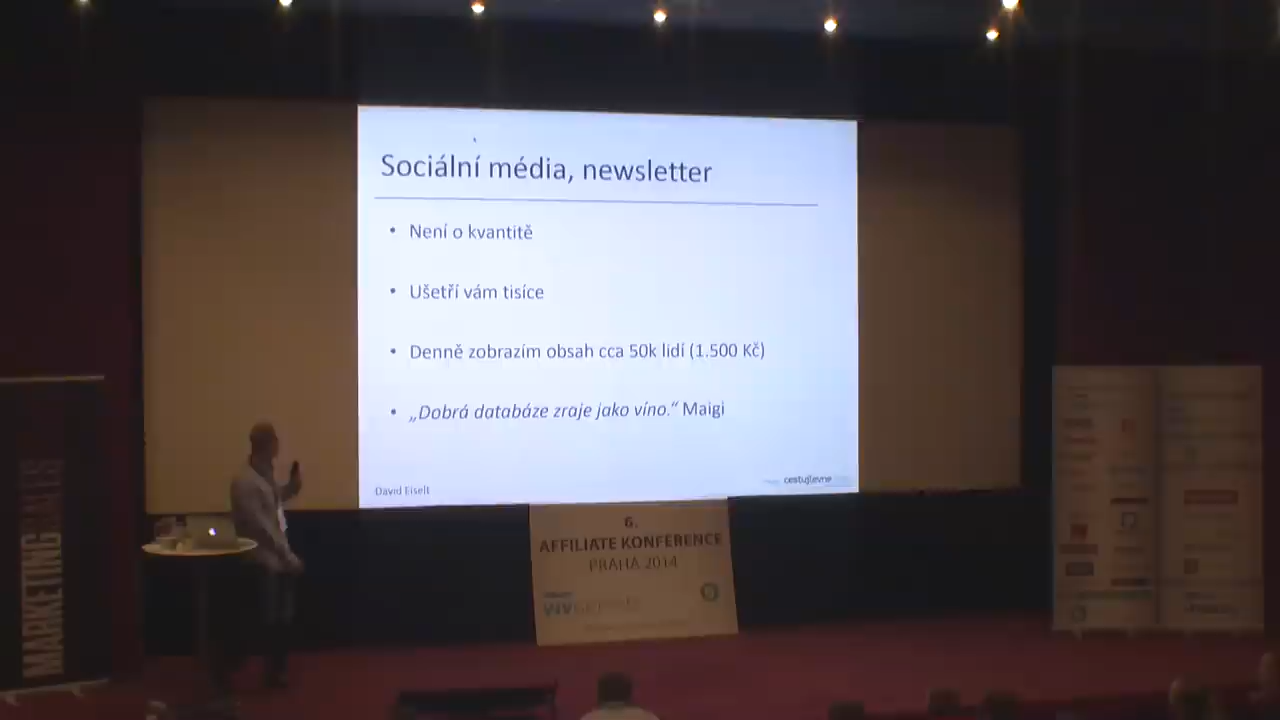 Sociální média, newsletter
• Není o kvantitě
• Ušetří vám tisíce
• Denně zobrazím obsah cca 50k lidí (1.500 Kč)
• „Dobrá databáze zraje jako víno.“ Maigi
David Eiselt
cestujlevne
6.
AFFILIATE KONFERENCE
PRAHA 2014
MARKETING SALES